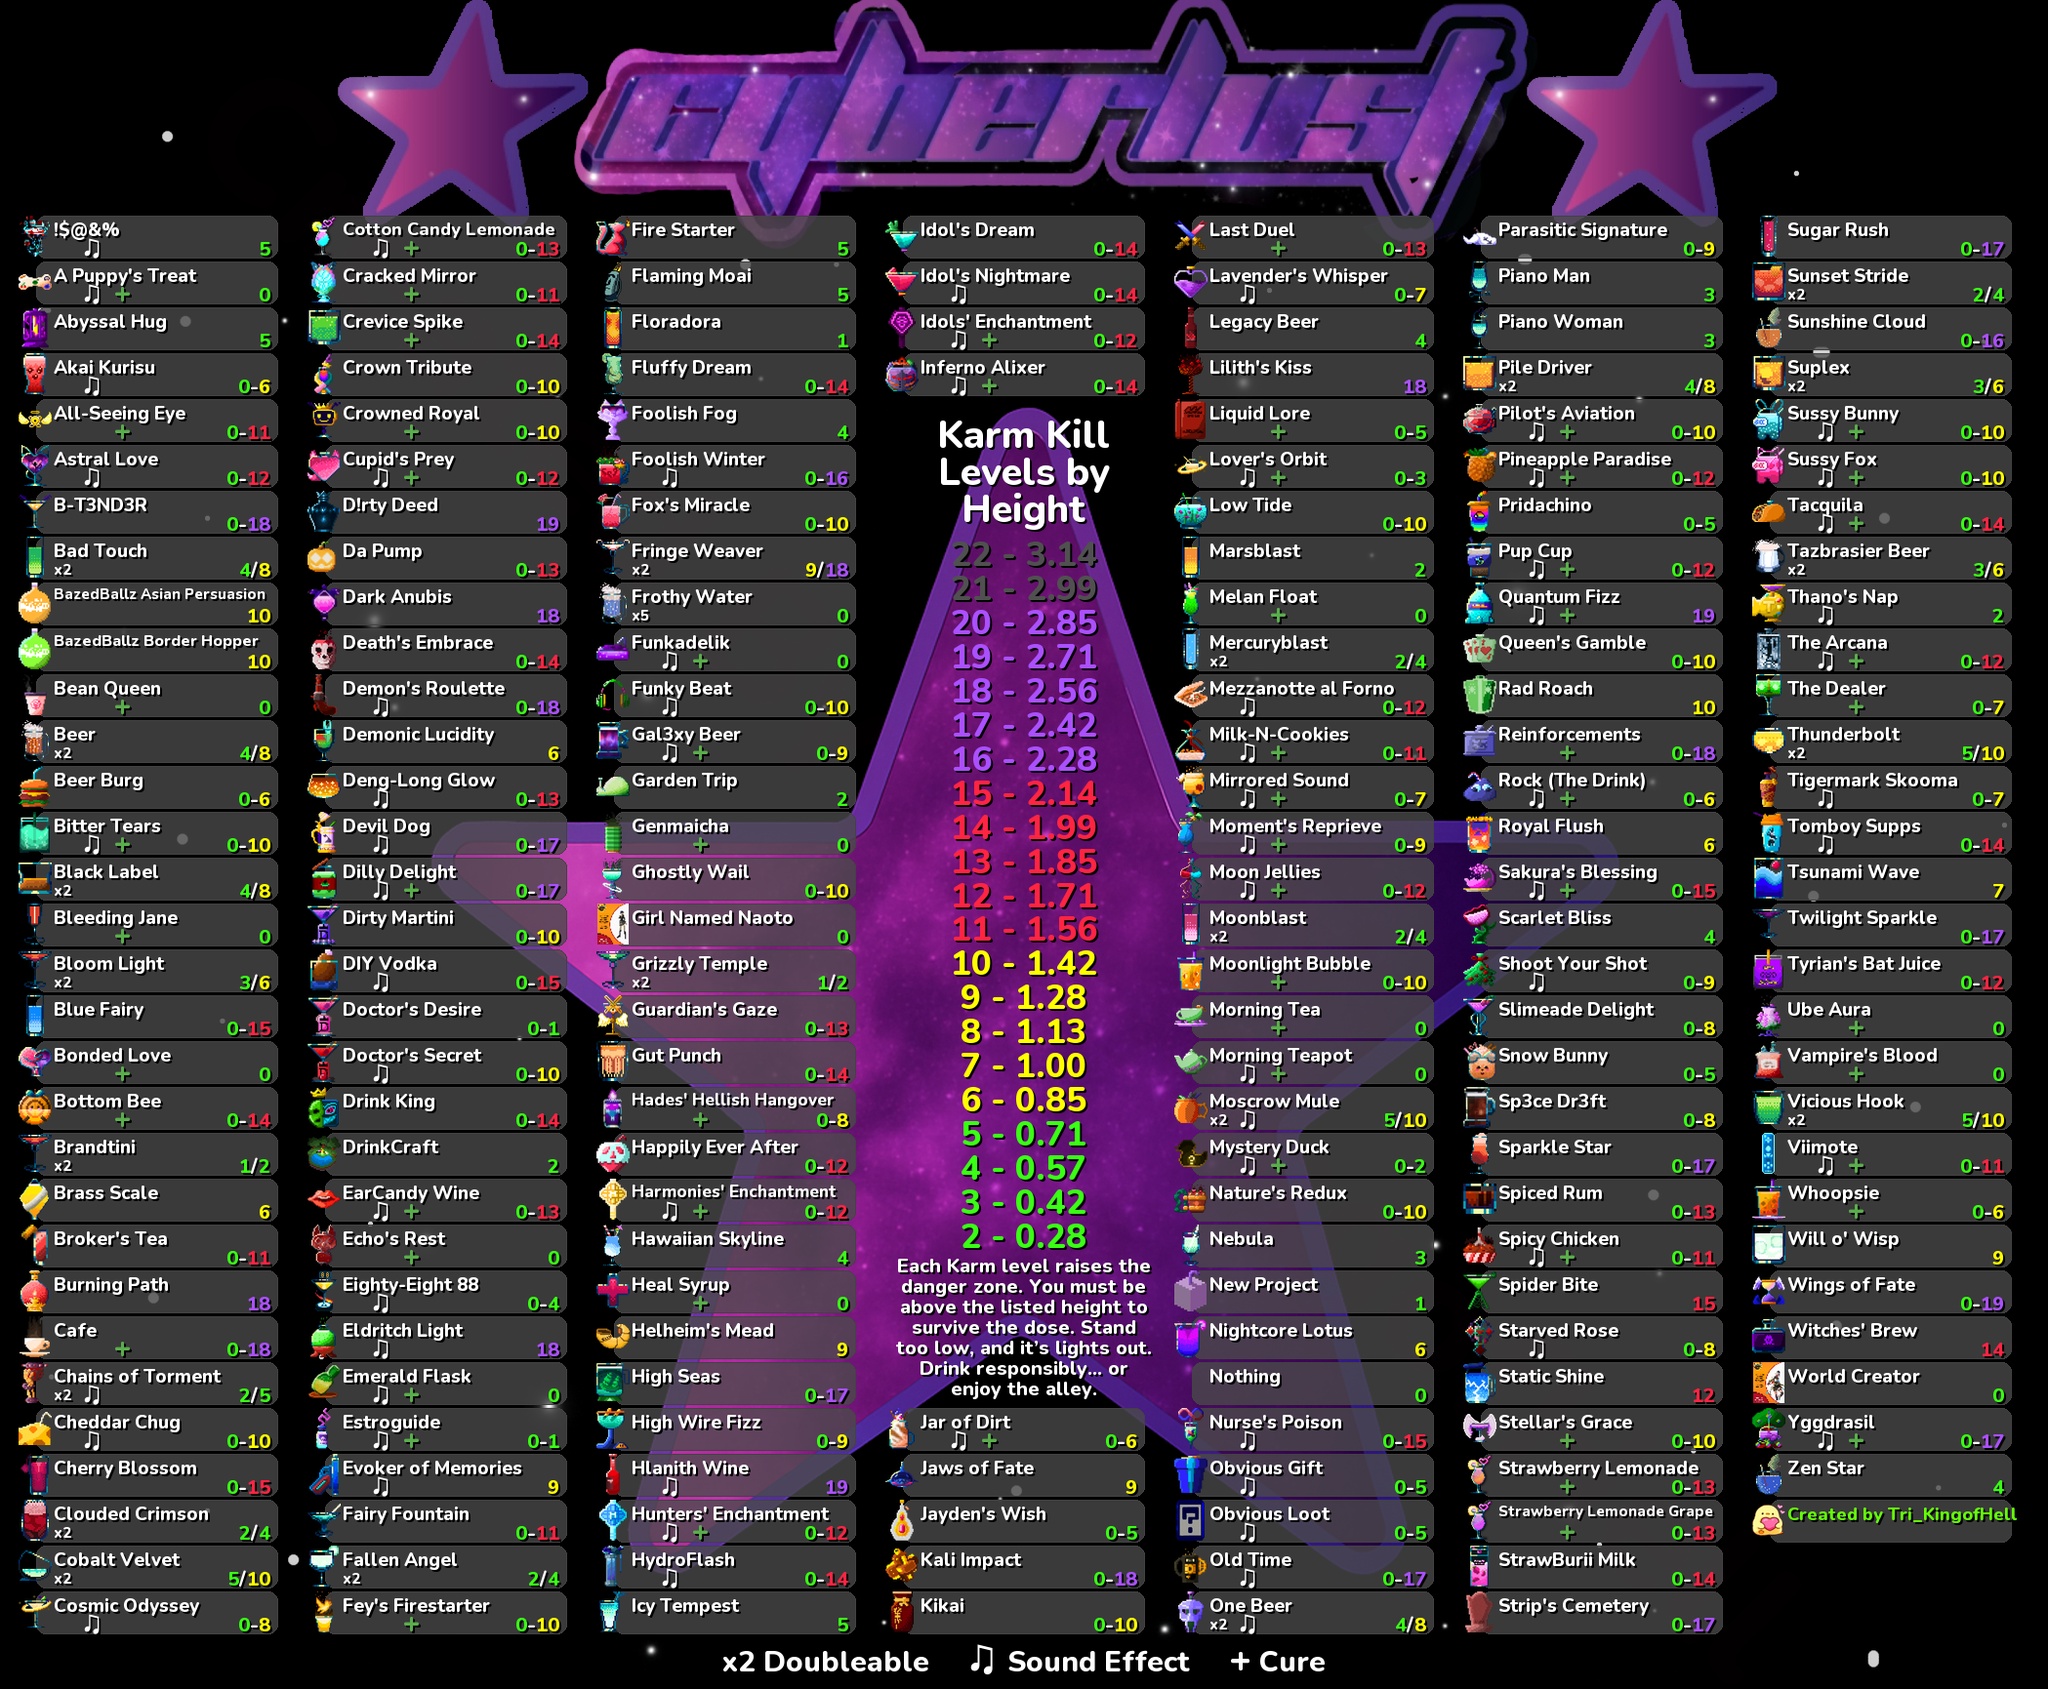 cyberlust
!$@&%
♫ 5
A Puppy's Treat
♫ + 0
Abyssal Hug
5
Akai Kurisu
♫ 0-6
All-Seeing Eye
+ 0-11
Astral Love
♫ 0-12
B-T3ND3R
0-18
Bad Touch
x2 4/8
BazedBallz Asian Persuasion
10
BazedBallz Border Hopper
10
Bean Queen
+ 0
Beer
x2 4/8
Beer Burg
0-6
Bitter Tears
♫ + 0-10
Black Label
x2 4/8
Bleeding Jane
+ 0
Bloom Light
x2 3/6
Blue Fairy
0-15
Bonded Love
+ 0
Bottom Bee
+ 0-14
Brandtini
x2 1/2
Brass Scale
6
Broker's Tea
0-11
Burning Path
18
Cafe
+ 0-18
Chains of Torment
x2 ♫ 2/5
Cheddar Chug
♫ 0-10
Cherry Blossom
0-15
Clouded Crimson
x2 2/4
Cobalt Velvet
x2 5/10
Cosmic Odyssey
♫ 0-8
Cotton Candy Lemonade
♫ + 0-13
Cracked Mirror
+ 0-11
Crevice Spike
+ 0-14
Crown Tribute
0-10
Crowned Royal
+ 0-10
Cupid's Prey
♫ + 0-12
D!rty Deed
19
Da Pump
0-13
Dark Anubis
18
Death's Embrace
0-14
Demon's Roulette
♫ 0-18
Demonic Lucidity
6
Deng-Long Glow
♫ 0-13
Devil Dog
♫ 0-17
Dilly Delight
♫ + 0-17
Dirty Martini
0-10
DIY Vodka
♫ 0-15
Doctor's Desire
0-1
Doctor's Secret
♫ 0-10
Drink King
0-14
DrinkCraft
2
EarCandy Wine
♫ + 0-13
Echo's Rest
+ 0
Eighty-Eight 88
♫ 0-4
Eldritch Light
♫ 18
Emerald Flask
♫ + 0
Estroguide
♫ + 0-1
Evoker of Memories
9
Fairy Fountain
0-11
Fallen Angel
x2 2/4
Fey's Firestarter
+ 0-10
Fire Starter
5
Flaming Moai
5
Floradora
1
Fluffy Dream
0-14
Foolish Fog
4
Foolish Winter
♫ 0-16
Fox's Miracle
0-10
Fringe Weaver
x2 9/18
Frothy Water
x5 0
Funkadelik
♫ + 0
Funky Beat
♫ 0-10
Gal3xy Beer
♫ + 0-9
Garden Trip
2
Genmaicha
+ 0
Ghostly Wail
0-10
Girl Named Naoto
0
Grizzly Temple
x2 1/2
Guardian's Gaze
0-13
Gut Punch
0-14
Hades' Hellish Hangover
+ 0-8
Happily Ever After
0-12
Harmonies' Enchantment
♫ + 0-12
Hawaiian Skyline
4
Heal Syrup
+ 0
Helheim's Mead
9
High Seas
0-17
High Wire Fizz
0-9
Hlanith Wine
♫ 19
Hunters' Enchantment
♫ + 0-12
HydroFlash
♫ 0-14
Icy Tempest
5
Idol's Dream
0-14
Idol's Nightmare
♫ 0-14
Idols' Enchantment
♫ + 0-12
Inferno Alixer
♫ + 0-14
Karm Kill
Levels by
Height
22 - 3.14
21 - 2.99
20 - 2.85
19 - 2.71
18 - 2.56
17 - 2.42
16 - 2.28
15 - 2.14
14 - 1.99
13 - 1.85
12 - 1.71
11 - 1.56
10 - 1.42
9 - 1.28
8 - 1.13
7 - 1.00
6 - 0.85
5 - 0.71
4 - 0.57
3 - 0.42
2 - 0.28
Each Karm level raises the
danger zone. You must be
above the listed height to
survive the dose. Stand
too low, and it's lights out.
Drink responsibly... or
enjoy the alley.
Jar of Dirt
♫ + 0-6
Jaws of Fate
9
Jayden's Wish
0-5
Kali Impact
0-18
Kikai
0-10
Last Duel
+ 0-13
Lavender's Whisper
♫ 0-7
Legacy Beer
4
Lilith's Kiss
18
Liquid Lore
+ 0-5
Lover's Orbit
♫ + 0-3
Low Tide
0-10
Marsblast
2
Melan Float
+ 0
Mercuryblast
x2 2/4
Mezzanotte al Forno
♫ 0-12
Milk-N-Cookies
♫ + 0-11
Mirrored Sound
♫ + 0-7
Moment's Reprieve
♫ + 0-9
Moon Jellies
♫ + 0-12
Moonblast
x2 2/4
Moonlight Bubble
+ 0-10
Morning Tea
+ 0
Morning Teapot
♫ + 0
Moscrow Mule
x2 ♫ 5/10
Mystery Duck
♫ + 0-2
Nature's Redux
0-10
Nebula
3
New Project
1
Nightcore Lotus
6
Nothing
0
Nurse's Poison
♫ 0-15
Obvious Gift
♫ 0-5
Obvious Loot
♫ 0-5
Old Time
♫ 0-17
One Beer
x2 ♫ 4/8
Parasitic Signature
0-9
Piano Man
3
Piano Woman
3
Pile Driver
x2 4/8
Pilot's Aviation
♫ + 0-10
Pineapple Paradise
♫ + 0-12
Pridachino
0-5
Pup Cup
♫ + 0-12
Quantum Fizz
♫ + 19
Queen's Gamble
0-10
Rad Roach
10
Reinforcements
+ 0-18
Rock (The Drink)
♫ + 0-6
Royal Flush
6
Sakura's Blessing
♫ + 0-15
Scarlet Bliss
4
Shoot Your Shot
♫ 0-9
Slimeade Delight
0-8
Snow Bunny
0-5
Sp3ce Dr3ft
0-8
Sparkle Star
0-17
Spiced Rum
0-13
Spicy Chicken
♫ + 0-11
Spider Bite
15
Starved Rose
♫ 0-8
Static Shine
12
Stellar's Grace
+ 0-10
Strawberry Lemonade
+ 0-13
Strawberry Lemonade Grape
+ 0-13
StrawBurii Milk
0-14
Strip's Cemetery
0-17
Sugar Rush
0-17
Sunset Stride
x2 2/4
Sunshine Cloud
0-16
Suplex
x2 3/6
Sussy Bunny
♫ + 0-10
Sussy Fox
♫ + 0-10
Tacquila
♫ + 0-14
Tazbrasier Beer
x2 3/6
Thano's Nap
2
The Arcana
♫ + 0-12
The Dealer
+ 0-7
Thunderbolt
x2 5/10
Tigermark Skooma
♫ 0-7
Tomboy Supps
♫ 0-14
Tsunami Wave
7
Twilight Sparkle
0-17
Tyrian's Bat Juice
0-12
Ube Aura
+ 0
Vampire's Blood
+ 0
Vicious Hook
x2 5/10
Viimote
♫ + 0-11
Whoopsie
+ 0-6
Will o' Wisp
9
Wings of Fate
0-19
Witches' Brew
14
World Creator
0
Yggdrasil
♫ + 0-17
Zen Star
4
Created by Tri_KingofHell
x2 Doubleable ♫ Sound Effect + Cure